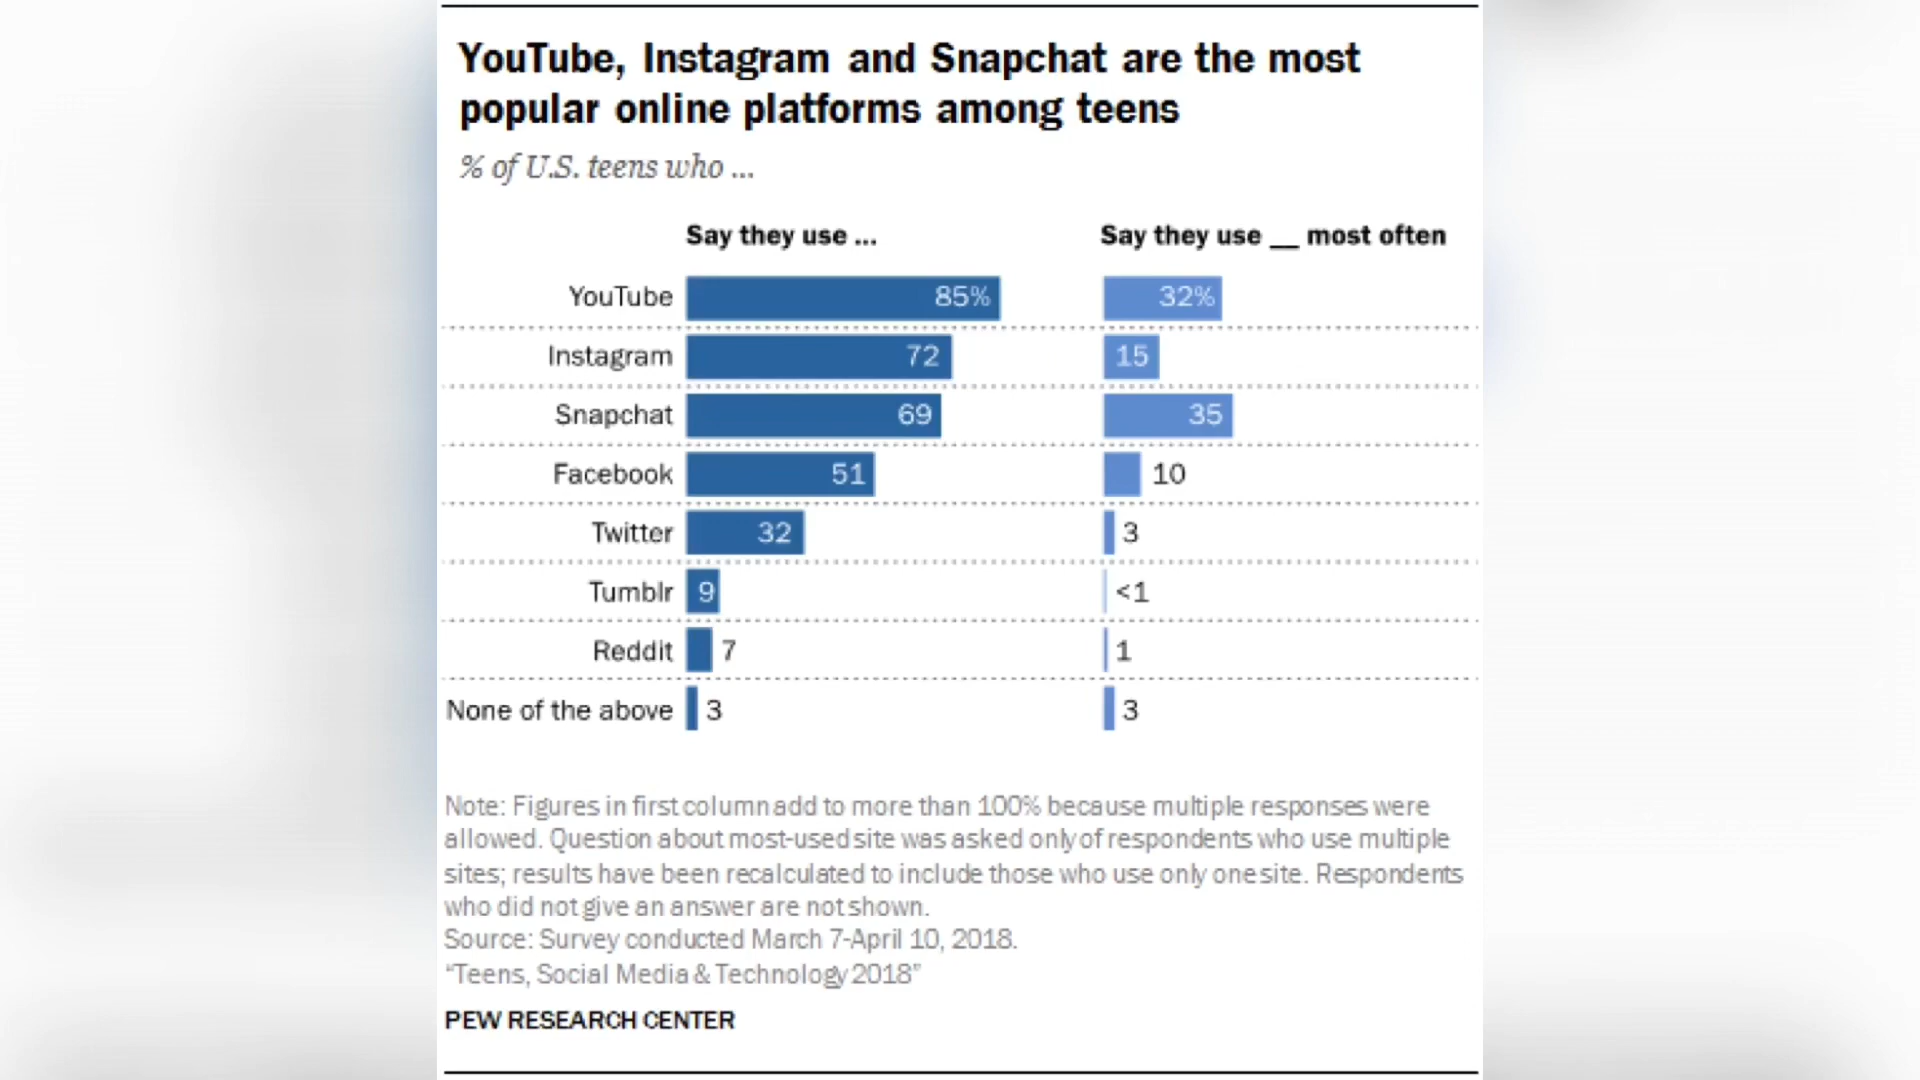 YouTube, Instagram and Snapchat are the most
popular online platforms among teens
% of U.S. teens who ...
Say they use ... Say they use __ most often
YouTube 85% 32%
Instagram 72 15
Snapchat 69 35
Facebook 51 10
Twitter 32 3
Tumblr 9 <1
Reddit 7 1
None of the above 3 3
Note: Figures in first column add to more than 100% because multiple responses were
allowed. Question about most-used site was asked only of respondents who use multiple
sites; results have been recalculated to include those who use only one site. Respondents
who did not give an answer are not shown.
Source: Survey conducted March 7-April 10, 2018.
“Teens, Social Media & Technology 2018”
PEW RESEARCH CENTER